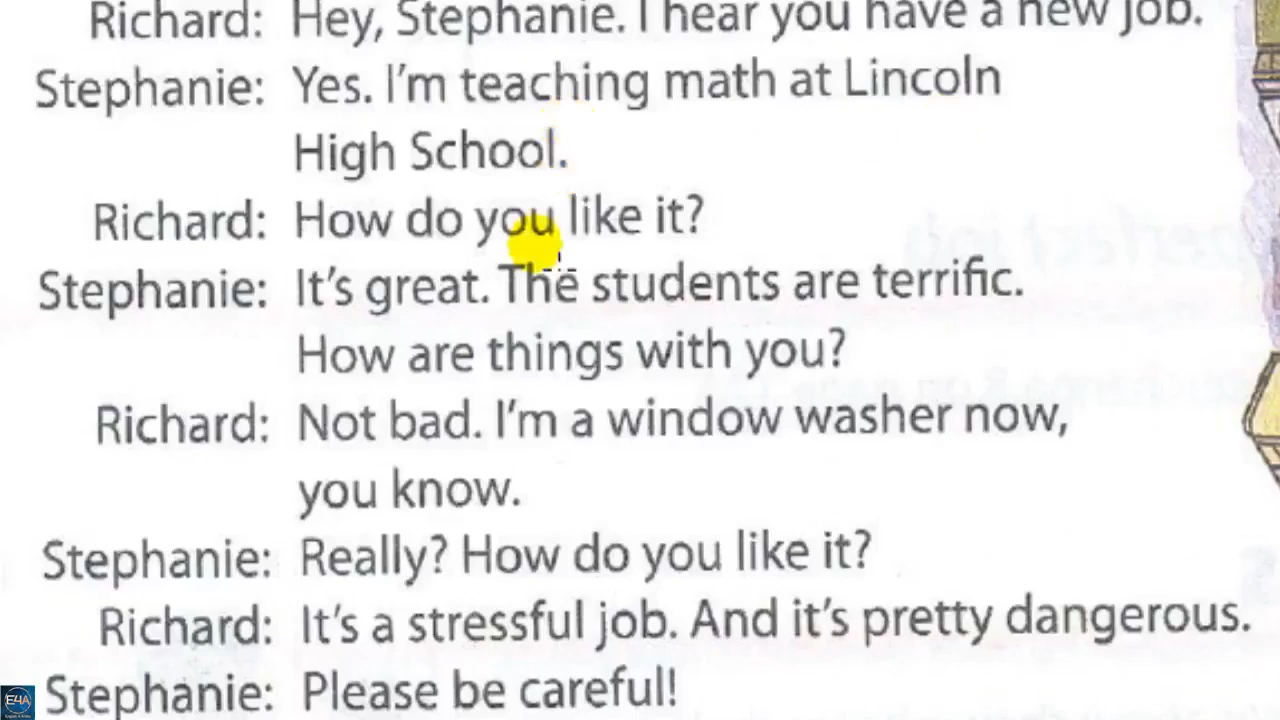 Richard: Hey, Stephanie. I hear you have a new job.
Stephanie: Yes. I'm teaching math at Lincoln
High School.
Richard: How do you like it?
Stephanie: It's great. The students are terrific.
How are things with you?
Richard: Not bad. I'm a window washer now,
you know.
Stephanie: Really? How do you like it?
Richard: It's a stressful job. And it's pretty dangerous.
Stephanie: Please be careful!
E4A